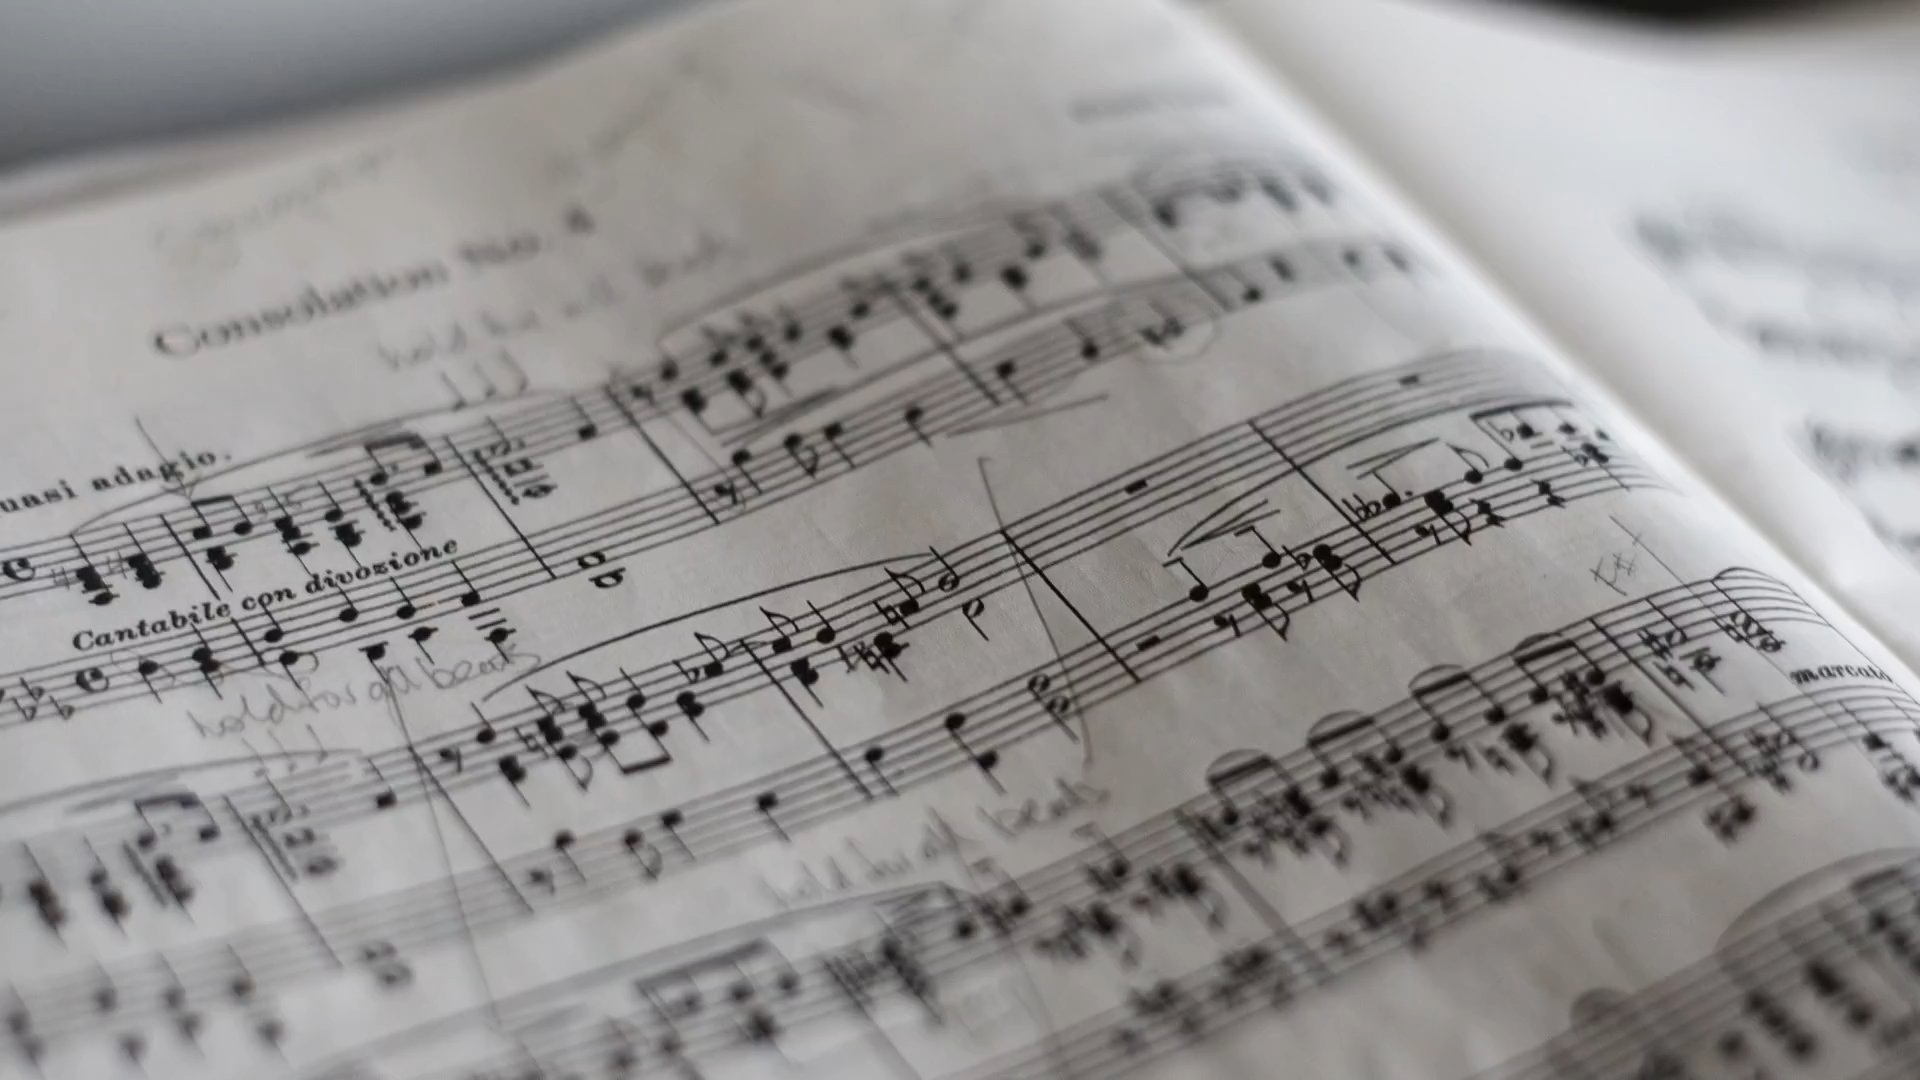 Consolation No. 4
hold for all beats
uasi adagio.
Cantabile con divozione
hold for all beats
marcato
hold for all beats